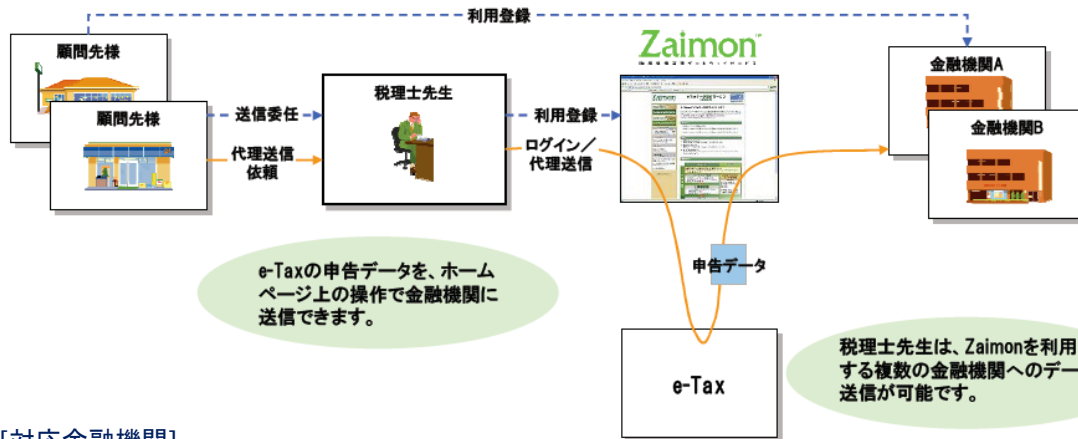 利用登録
顧問先様
Zaimon
金融機関A
税理士先生
顧問先様
送信委任
利用登録
金融機関B
代理送信
依頼
ログイン／
代理送信
申告データ
e-Taxの申告データを、ホーム
ページ上の操作で金融機関に
送信できます。
e-Tax
税理士先生は、Zaimonを利用
する複数の金融機関へのデー
送信が可能です。
[対応金融機関]